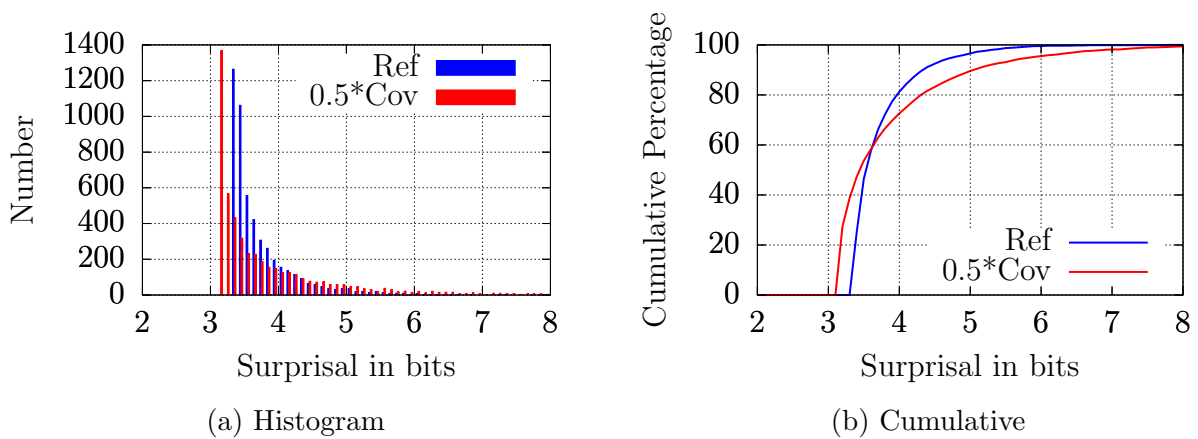 1400
1200
1000
800
600
400
200
0
Number
2 3 4 5 6 7 8
Surprisal in bits
Ref
0.5*Cov
(a) Histogram
100
80
60
40
20
0
Cumulative Percentage
2 3 4 5 6 7 8
Surprisal in bits
Ref
0.5*Cov
(b) Cumulative